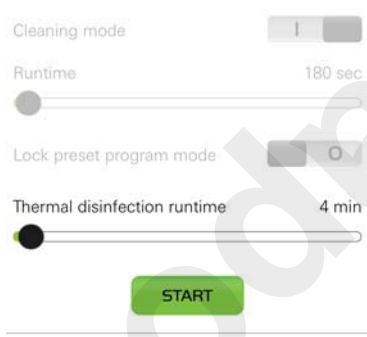 Cleaning mode I
Runtime 180 sec
Lock preset program mode O
Thermal disinfection runtime 4 min
START